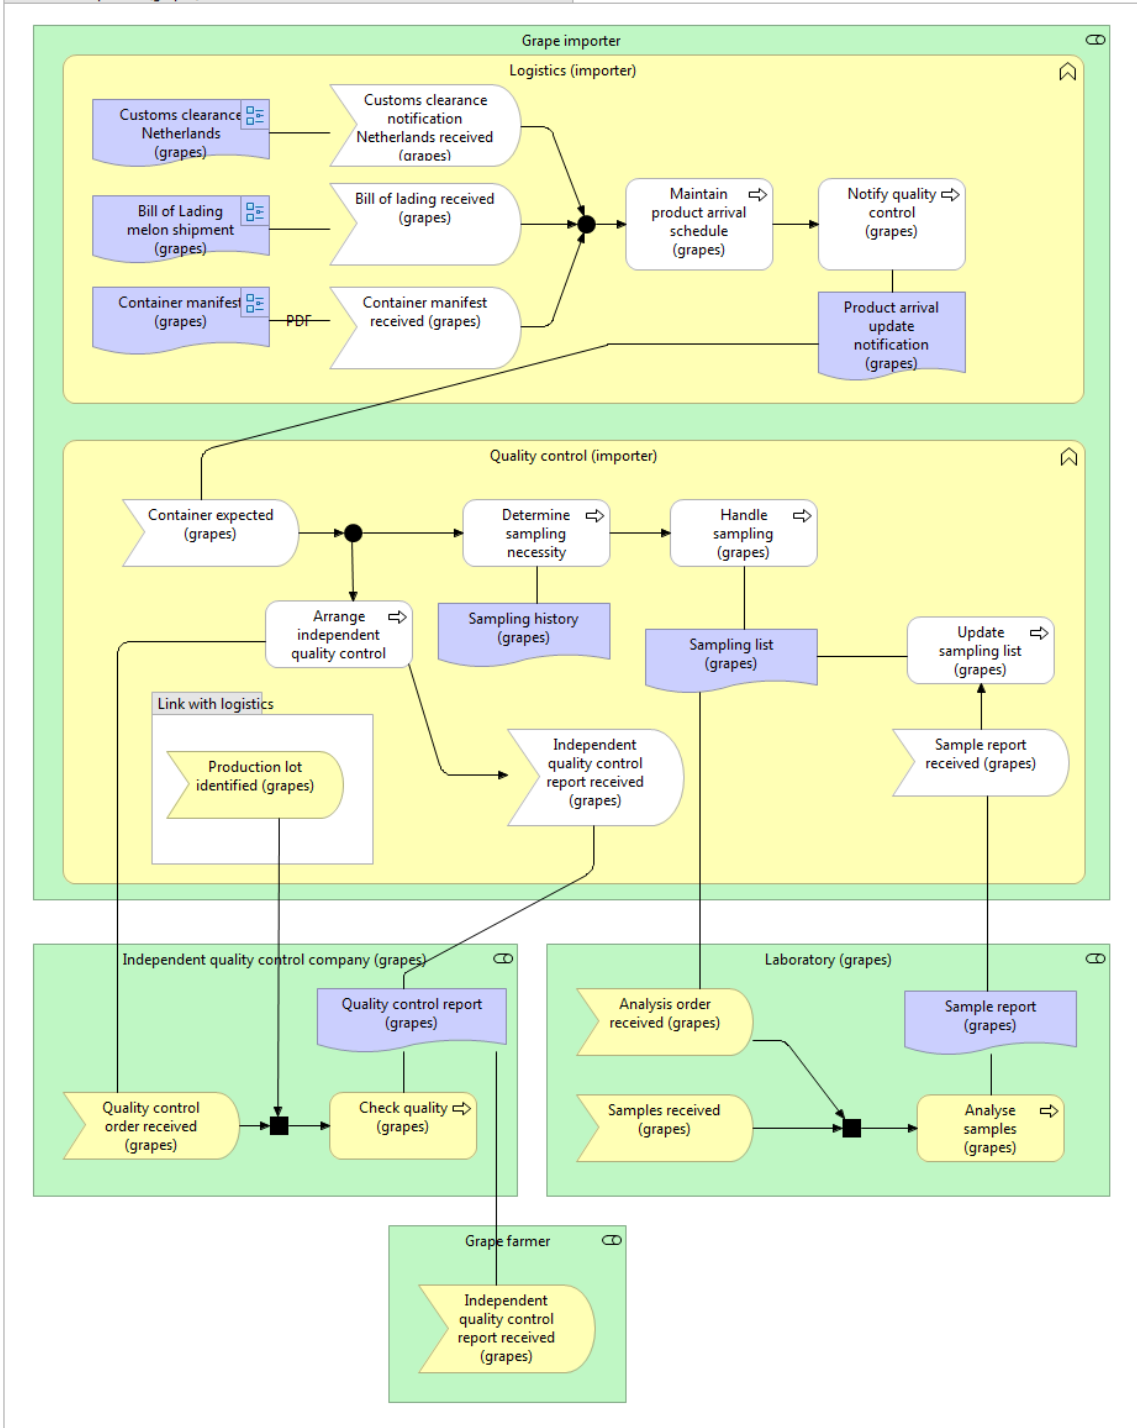 Grape importer
Logistics (importer)
Customs clearance
Netherlands
(grapes)
Customs clearance
notification
Netherlands received
(grapes)
Bill of Lading
melon shipment
(grapes)
Bill of lading received
(grapes)
Maintain
product arrival
schedule
(grapes)
Notify quality
control
(grapes)
Container manifest
(grapes)
PDF
Container manifest
received (grapes)
Product arrival
update
notification
(grapes)
Quality control (importer)
Container expected
(grapes)
Determine
sampling
necessity
Handle
sampling
(grapes)
Arrange
independent
quality control
Sampling history
(grapes)
Sampling list
(grapes)
Update
sampling list
(grapes)
Link with logistics
Production lot
identified (grapes)
Independent
quality control
report received
(grapes)
Sample report
received (grapes)
Independent quality control company (grapes)
Quality control report
(grapes)
Quality control
order received
(grapes)
Check quality
(grapes)
Laboratory (grapes)
Analysis order
received (grapes)
Sample report
(grapes)
Samples received
(grapes)
Analyse
samples
(grapes)
Grape farmer
Independent
quality control
report received
(grapes)